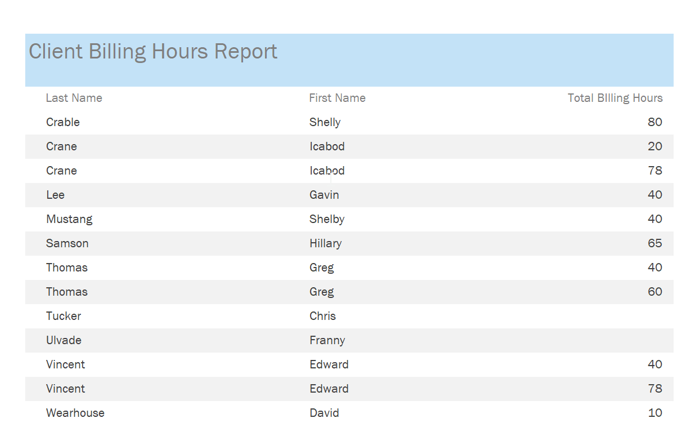 Client Billing Hours Report
Last Name First Name Total BIlling Hours
Crable Shelly 80
Crane Icabod 20
Crane Icabod 78
Lee Gavin 40
Mustang Shelby 40
Samson Hillary 65
Thomas Greg 40
Thomas Greg 60
Tucker Chris
Ulvade Franny
Vincent Edward 40
Vincent Edward 78
Wearhouse David 10